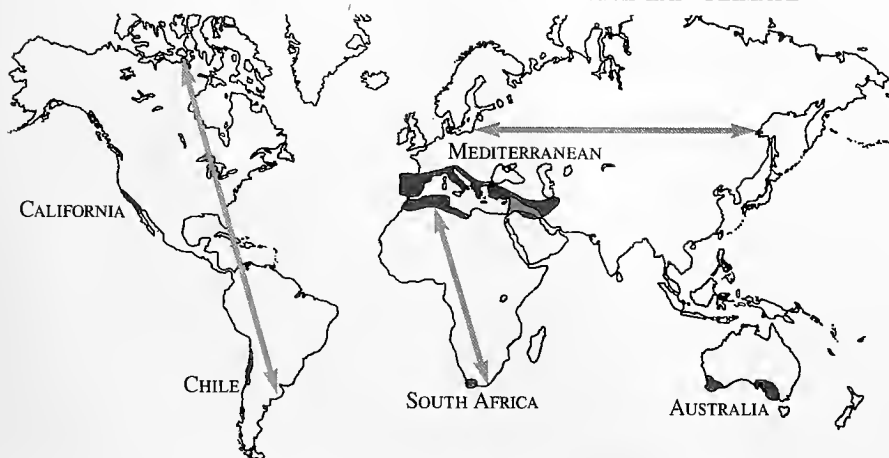 MEDITERRANEAN
CALIFORNIA
CHILE
SOUTH AFRICA
AUSTRALIA